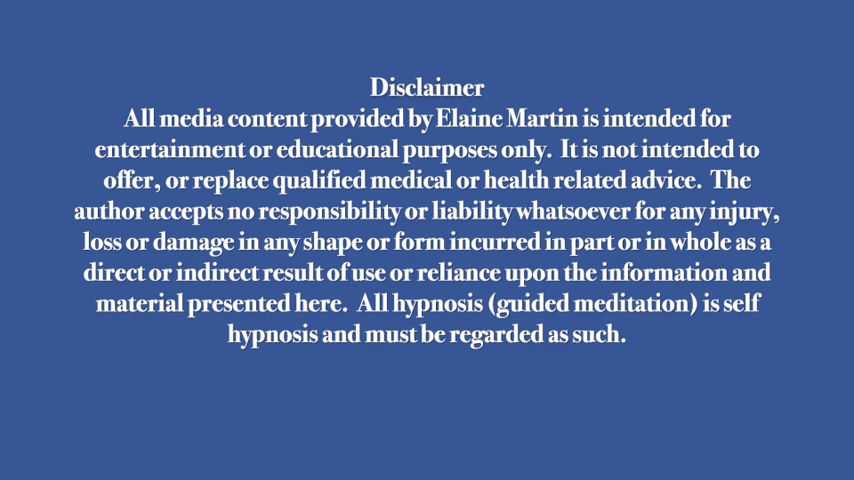 Disclaimer
All media content provided by Elaine Martin is intended for
entertainment or educational purposes only.  It is not intended to
offer, or replace qualified medical or health related advice.  The
author accepts no responsibility or liability whatsoever for any injury,
loss or damage in any shape or form incurred in part or in whole as a
direct or indirect result of use or reliance upon the information and
material presented here.  All hypnosis (guided meditation) is self
hypnosis and must be regarded as such.